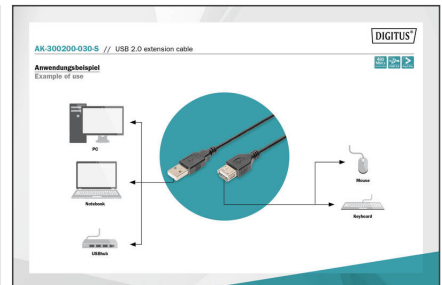 DIGITUS®
AK-300200-030-S // USB 2.0 extension cable
Anwendungsbeispiel
Example of use
PC
Notebook
USBhub
Mouse
Keyboard